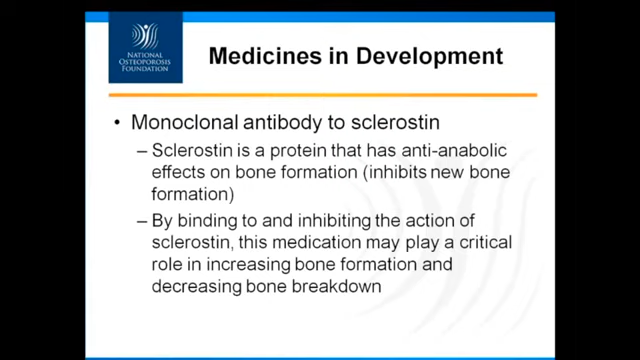 NATIONAL
OSTEOPOROSIS
FOUNDATION
Medicines in Development
• Monoclonal antibody to sclerostin
– Sclerostin is a protein that has anti-anabolic
effects on bone formation (inhibits new bone
formation)
– By binding to and inhibiting the action of
sclerostin, this medication may play a critical
role in increasing bone formation and
decreasing bone breakdown